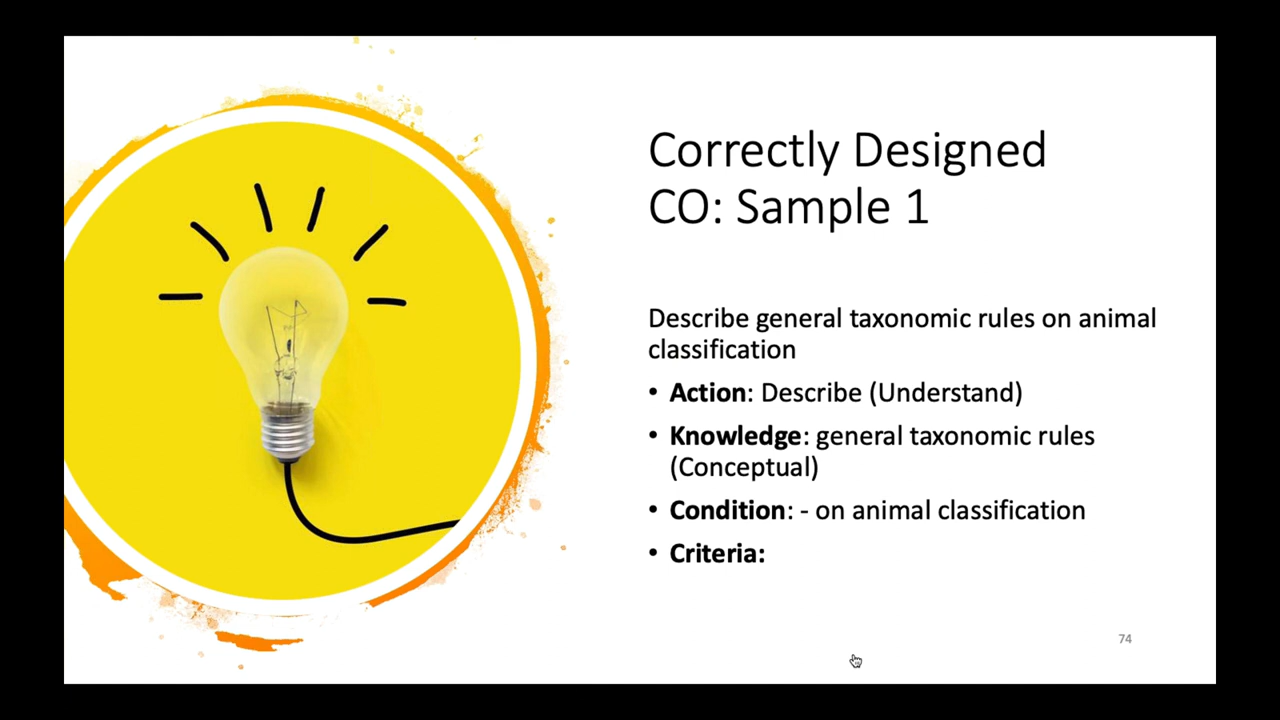 Correctly Designed
CO: Sample 1
Describe general taxonomic rules on animal
classification
• Action: Describe (Understand)
• Knowledge: general taxonomic rules
(Conceptual)
• Condition: - on animal classification
• Criteria:
74